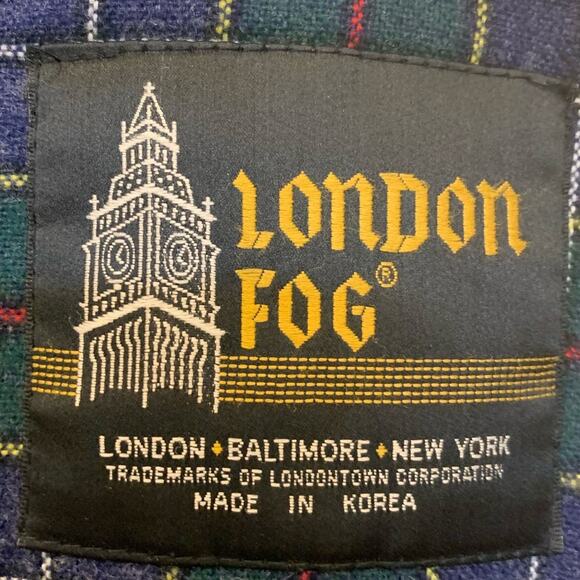 LONDON
FOG®
LONDON • BALTIMORE • NEW YORK
TRADEMARKS OF LONDONTOWN CORPORATION
MADE IN KOREA